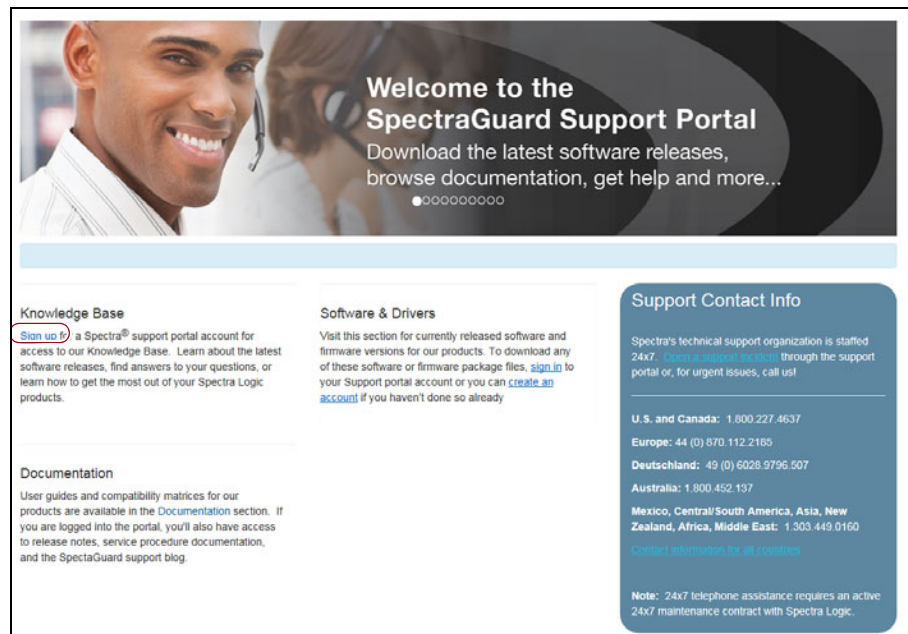 Welcome to the
SpectraGuard Support Portal
Download the latest software releases,
browse documentation, get help and more...
Knowledge Base
Sign up for a Spectra® support portal account for
access to our Knowledge Base. Learn about the latest
software releases, find answers to your questions, or
learn how to get the most out of your Spectra Logic
products.
Software & Drivers
Visit this section for currently released software and
firmware versions for our products. To download any
of these software or firmware package files, sign in to
your Support portal account or you can create an
account if you haven't done so already
Documentation
User guides and compatibility matrices for our
products are available in the Documentation section. If
you are logged into the portal, you'll also have access
to release notes, service procedure documentation,
and the SpectaGuard support blog.
Support Contact Info
Spectra's technical support organization is staffed
24x7. Open a support incident through the support
portal or, for urgent issues, call us!
U.S. and Canada: 1.800.227.4637
Europe: 44 (0) 870.112.2185
Deutschland: 49 (0) 6028.9796.507
Australia: 1.800.452.137
Mexico, Central/South America, Asia, New
Zealand, Africa, Middle East: 1.303.449.0160
Contact information for all countries
Note: 24x7 telephone assistance requires an active
24x7 maintenance contract with Spectra Logic.